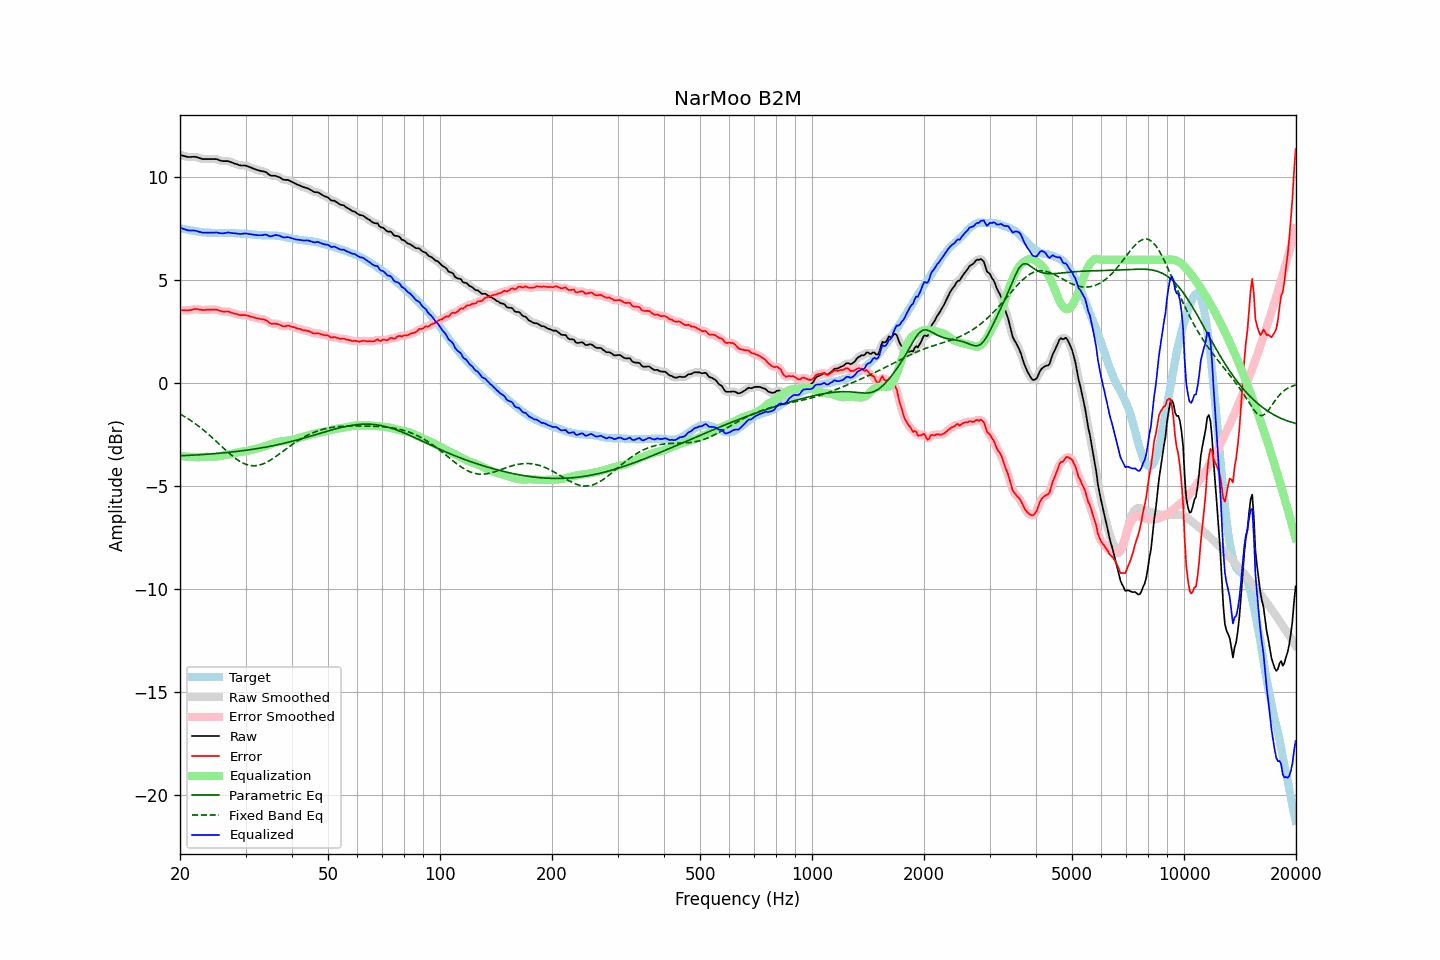 NarMoo B2M
Amplitude (dBr)
10
5
0
−5
−10
−15
−20
Target
Raw Smoothed
Error Smoothed
Raw
Error
Equalization
Parametric Eq
Fixed Band Eq
Equalized
20 50 100 200 500 1000 2000 5000 10000 20000
Frequency (Hz)